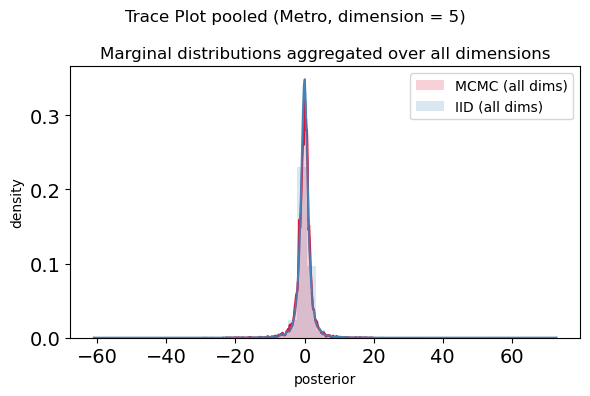 Trace Plot pooled (Metro, dimension = 5)
Marginal distributions aggregated over all dimensions
MCMC (all dims)
IID (all dims)
density
0.3
0.2
0.1
0.0
−60 −40 −20 0 20 40 60
posterior